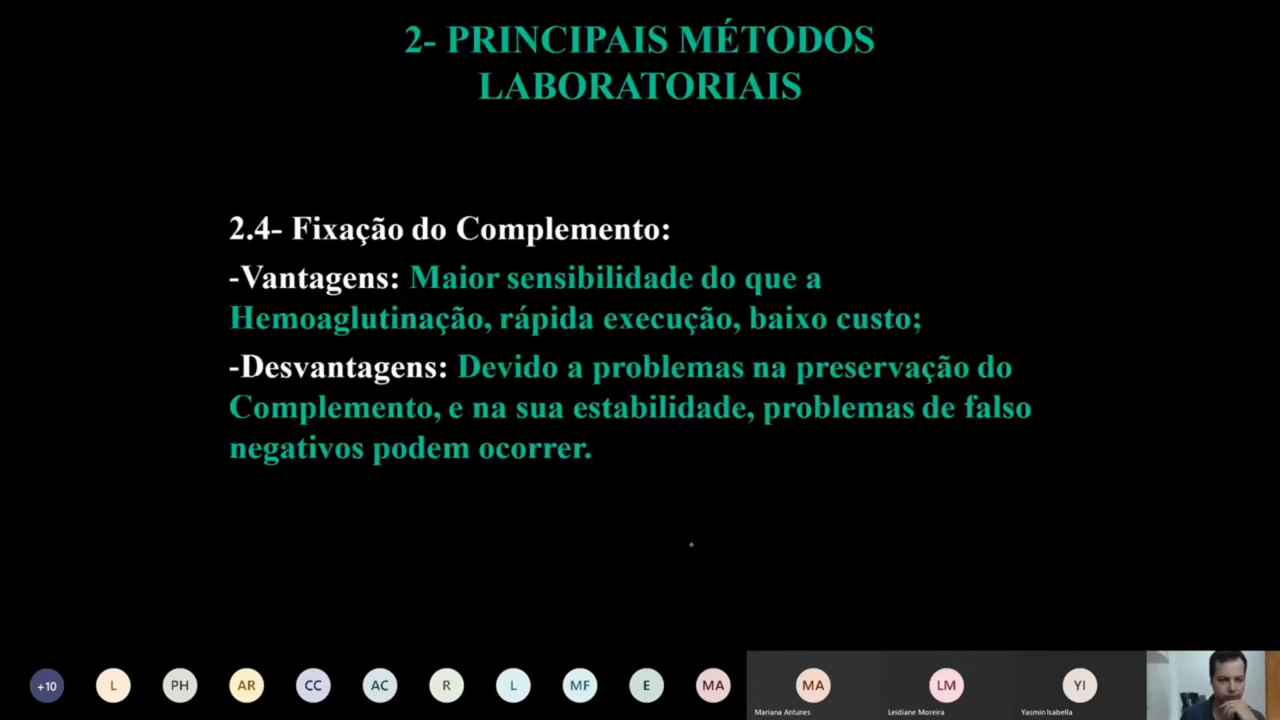 2- PRINCIPAIS MÉTODOS
LABORATORIAIS
2.4- Fixação do Complemento:
-Vantagens: Maior sensibilidade do que a
Hemoaglutinação, rápida execução, baixo custo;
-Desvantagens: Devido a problemas na preservação do
Complemento, e na sua estabilidade, problemas de falso
negativos podem ocorrer.
+10
L
PH
AR
CC
AC
R
L
MF
E
MA
MA
LM
YI
Mariana Antunes
Leidiane Moreira
Yasmin Isabella